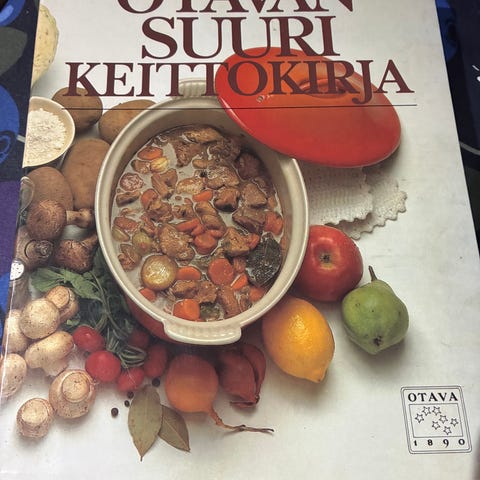 OTAVAN
SUURI
KEITTOKIRJA
OTAVA
1890